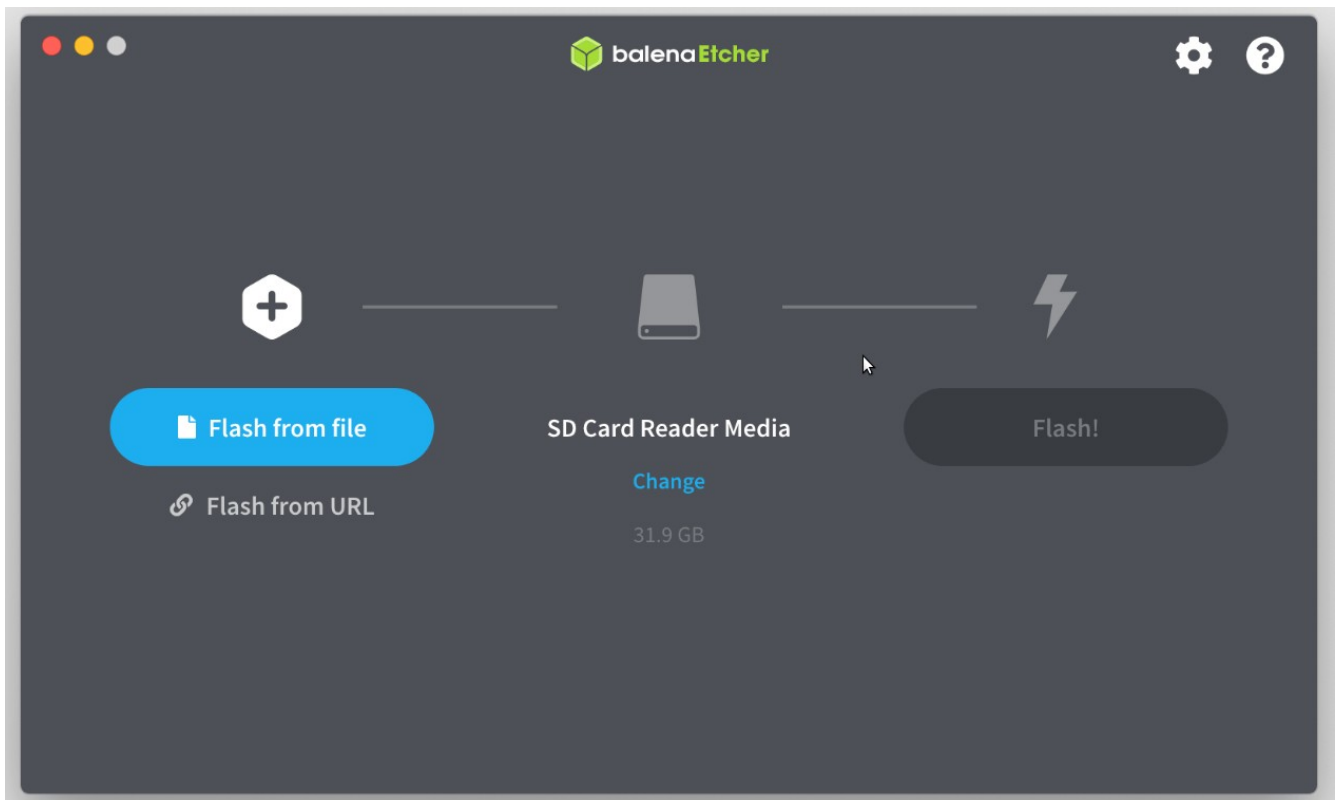 balenaEtcher
Flash from file
SD Card Reader Media
Flash!
Change
Flash from URL
31.9 GB